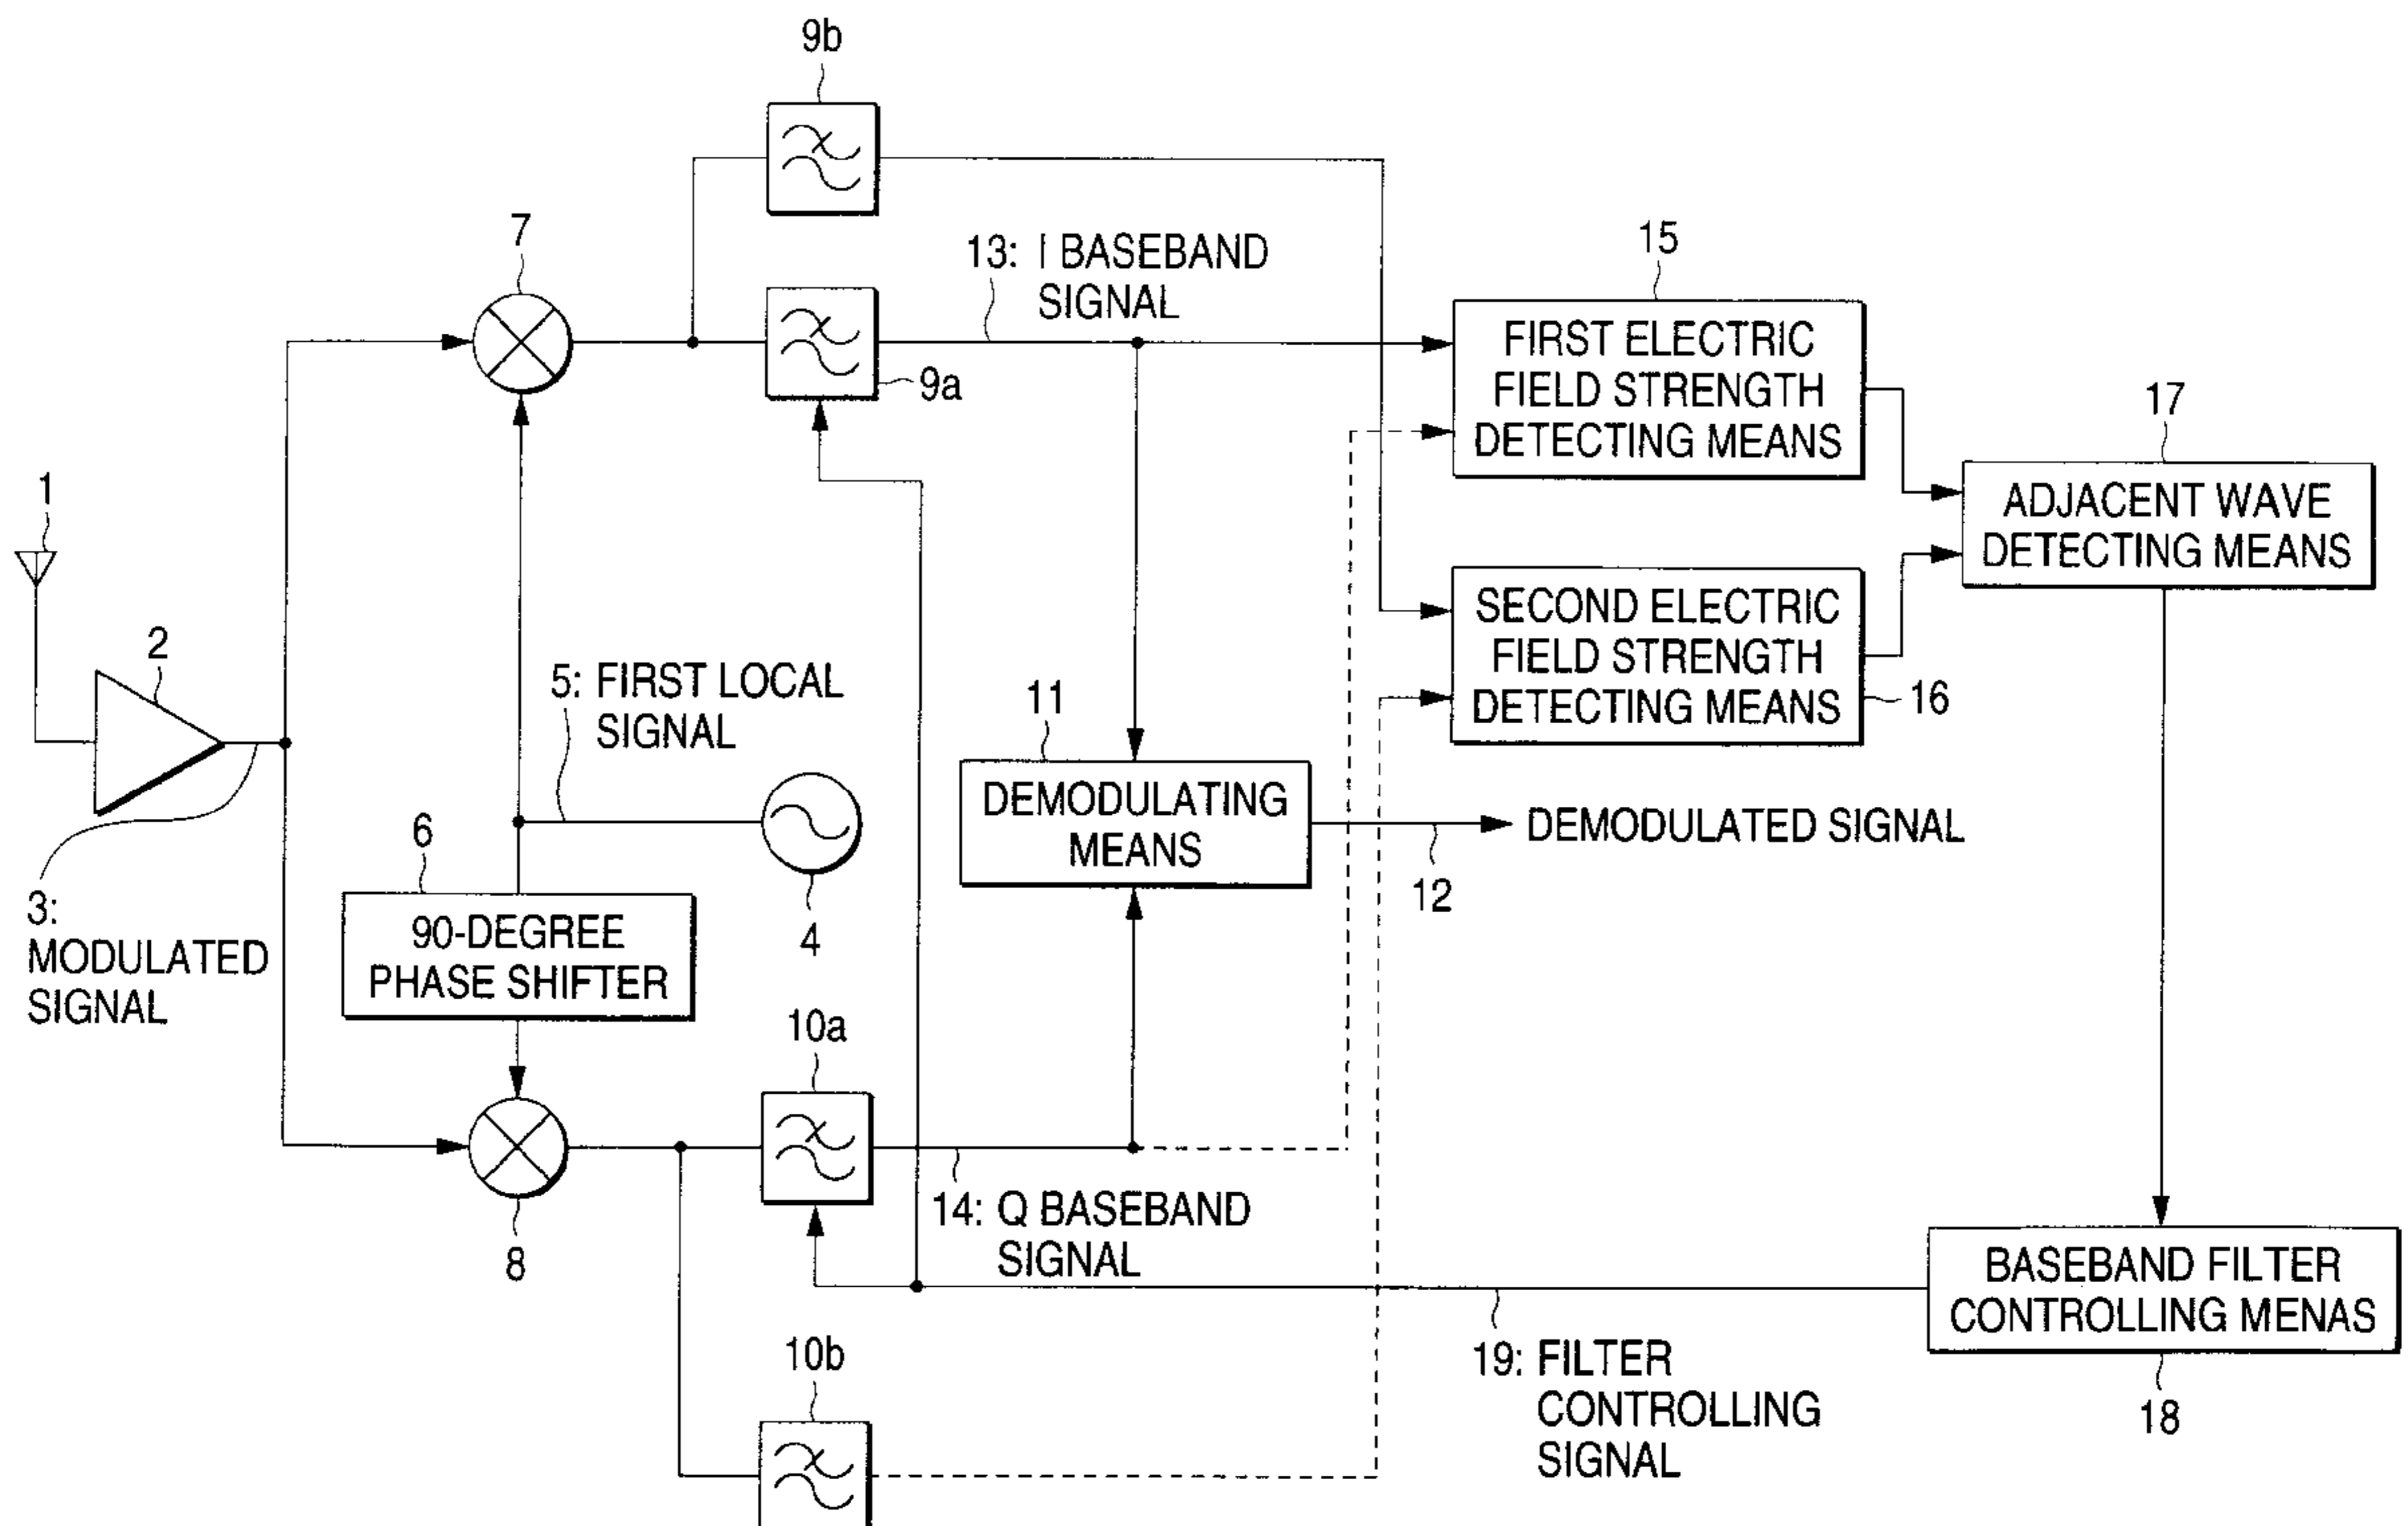 9b
7
13: I BASEBAND
SIGNAL
15
9a
FIRST ELECTRIC
FIELD STRENGTH
DETECTING MEANS
17
1
ADJACENT WAVE
DETECTING MEANS
2
SECOND ELECTRIC
FIELD STRENGTH
DETECTING MEANS
16
5: FIRST LOCAL
SIGNAL
11
DEMODULATING
MEANS
DEMODULATED SIGNAL
12
6
4
3:
MODULATED
SIGNAL
90-DEGREE
PHASE SHIFTER
10a
8
14: Q BASEBAND
SIGNAL
BASEBAND FILTER
CONTROLLING MENAS
18
10b
19: FILTER
CONTROLLING
SIGNAL